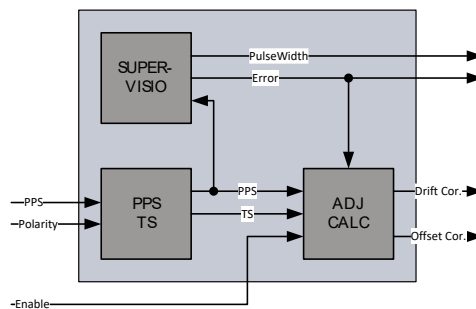 SUPER-
VISIO
PulseWidth
Error
PPS
TS
PPS
TS
ADJ
CALC
PPS
Polarity
Drift Cor.
Offset Cor.
Enable